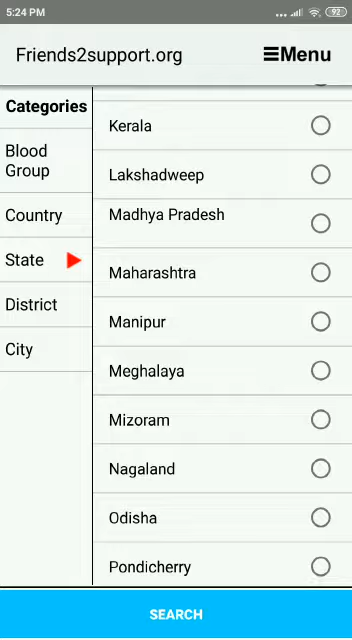 5:24 PM
92
Friends2support.org
☰Menu
Categories
Blood
Group
Country
State
District
City
Kerala
Lakshadweep
Madhya Pradesh
Maharashtra
Manipur
Meghalaya
Mizoram
Nagaland
Odisha
Pondicherry
SEARCH